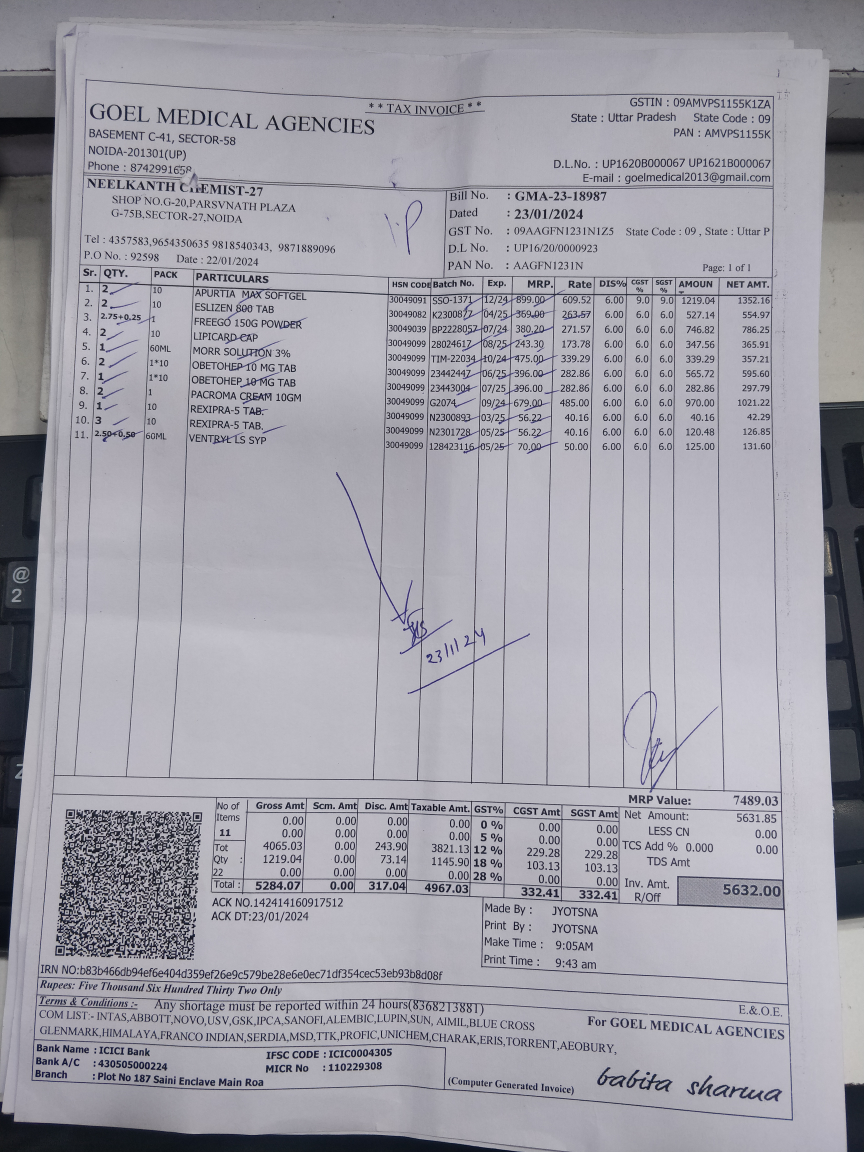 ** TAX INVOICE **
GOEL MEDICAL AGENCIES
BASEMENT C-41, SECTOR-58
NOIDA-201301(UP)
Phone : 8742991658
GSTIN : 09AMVPS1155K1ZA
State : Uttar Pradesh State Code : 09
PAN : AMVPS1155K
D.L.No. : UP1620B000067 UP1621B000067
E-mail : goelmedical2013@gmail.com
NEELKANTH CHEMIST-27
SHOP NO.G-20,PARSVNATH PLAZA
G-75B,SECTOR-27,NOIDA
Tel : 4357583,9654350635 9818540343, 9871889096
P.O No. : 92598 Date : 22/01/2024
Bill No. : GMA-23-18987
Dated : 23/01/2024
GST No. : 09AAGFN1231N1Z5 State Code : 09 , State : Uttar P
D.L No. : UP16/20/0000923
PAN No. : AAGFN1231N
Page: 1 of 1
Sr. QTY. PACK PARTICULARS HSN CODE Batch No. Exp. MRP. Rate DIS% CGST % SGST % AMOUN NET AMT.
1. 2 10 APURTIA MAX SOFTGEL 30049091 SSO-1371 12/24 899.00 609.52 6.00 9.0 9.0 1219.04 1352.16
2. 2 10 ESLIZEN 800 TAB 30049082 K230087 04/25 369.00 263.57 6.00 6.0 6.0 527.14 554.97
3. 2.75+0.25 1 FREEGO 150G POWDER 30049039 BP2228057 07/24 380.20 271.57 6.00 6.0 6.0 746.82 786.25
4. 2 10 LIPICARD CAP 30049099 28024617 08/25 243.30 173.78 6.00 6.0 6.0 347.56 365.91
5. 1 60ML MORR SOLUTION 3% 30049099 TIM-22034 10/24 475.00 339.29 6.00 6.0 6.0 339.29 357.21
6. 2 1*10 OBETOHEP 10 MG TAB 30049099 23442447 06/25 396.00 282.86 6.00 6.0 6.0 565.72 595.60
7. 1 1*10 OBETOHEP 10 MG TAB 30049099 23443004 07/25 396.00 282.86 6.00 6.0 6.0 282.86 297.79
8. 2 1 PACROMA CREAM 10GM 30049099 G2074 09/24 679.00 485.00 6.00 6.0 6.0 970.00 1021.22
9. 1 10 REXIPRA-5 TAB. 30049099 N2300893 03/25 56.22 40.16 6.00 6.0 6.0 40.16 42.29
10. 3 10 REXIPRA-5 TAB. 30049099 N2301728 05/25 56.22 40.16 6.00 6.0 6.0 120.48 126.85
11. 2.50+0.50 60ML VENTRYL LS SYP 30049099 128423116 05/25 70.00 50.00 6.00 6.0 6.0 125.00 131.60
23/1/24
MRP Value: 7489.03
No of Items 11 Tot Qty : 22
Gross Amt Scm. Amt Disc. Amt Taxable Amt. GST% CGST Amt SGST Amt
0.00 0.00 0.00 0.00 0 % 0.00 0.00
0.00 0.00 0.00 0.00 5 % 0.00 0.00
4065.03 0.00 243.90 3821.13 12 % 229.28 229.28
1219.04 0.00 73.14 1145.90 18 % 103.13 103.13
0.00 0.00 0.00 0.00 28 % 0.00 0.00
Total : 5284.07 0.00 317.04 4967.03 332.41 332.41
Net Amount: 5631.85
LESS CN 0.00
TCS Add % 0.000 0.00
TDS Amt
Inv. Amt. R/Off 5632.00
ACK NO.142414160917512
ACK DT:23/01/2024
Made By : JYOTSNA
Print By : JYOTSNA
Make Time : 9:05AM
Print Time : 9:43 am
IRN NO:b83b466db94ef6e404d359ef26e9c579be28e6e0ec71df354cec53eb93b8d08f
Rupees: Five Thousand Six Hundred Thirty Two Only
Terms & Conditions :- Any shortage must be reported within 24 hours(8368213881)
E.&O.E.
COM LIST:- INTAS,ABBOTT,NOVO,USV,GSK,IPCA,SANOFI,ALEMBIC,LUPIN,SUN, AIMIL,BLUE CROSS
GLENMARK,HIMALAYA,FRANCO INDIAN,SERDIA,MSD,TTK,PROFIC,UNICHEM,CHARAK,ERIS,TORRENT,AEOBURY,
For GOEL MEDICAL AGENCIES
Bank Name : ICICI Bank IFSC CODE : ICIC0004305
Bank A/C : 430505000224 MICR No : 110229308
Branch : Plot No 187 Saini Enclave Main Roa
(Computer Generated Invoice)
babita sharma
@
2
Z